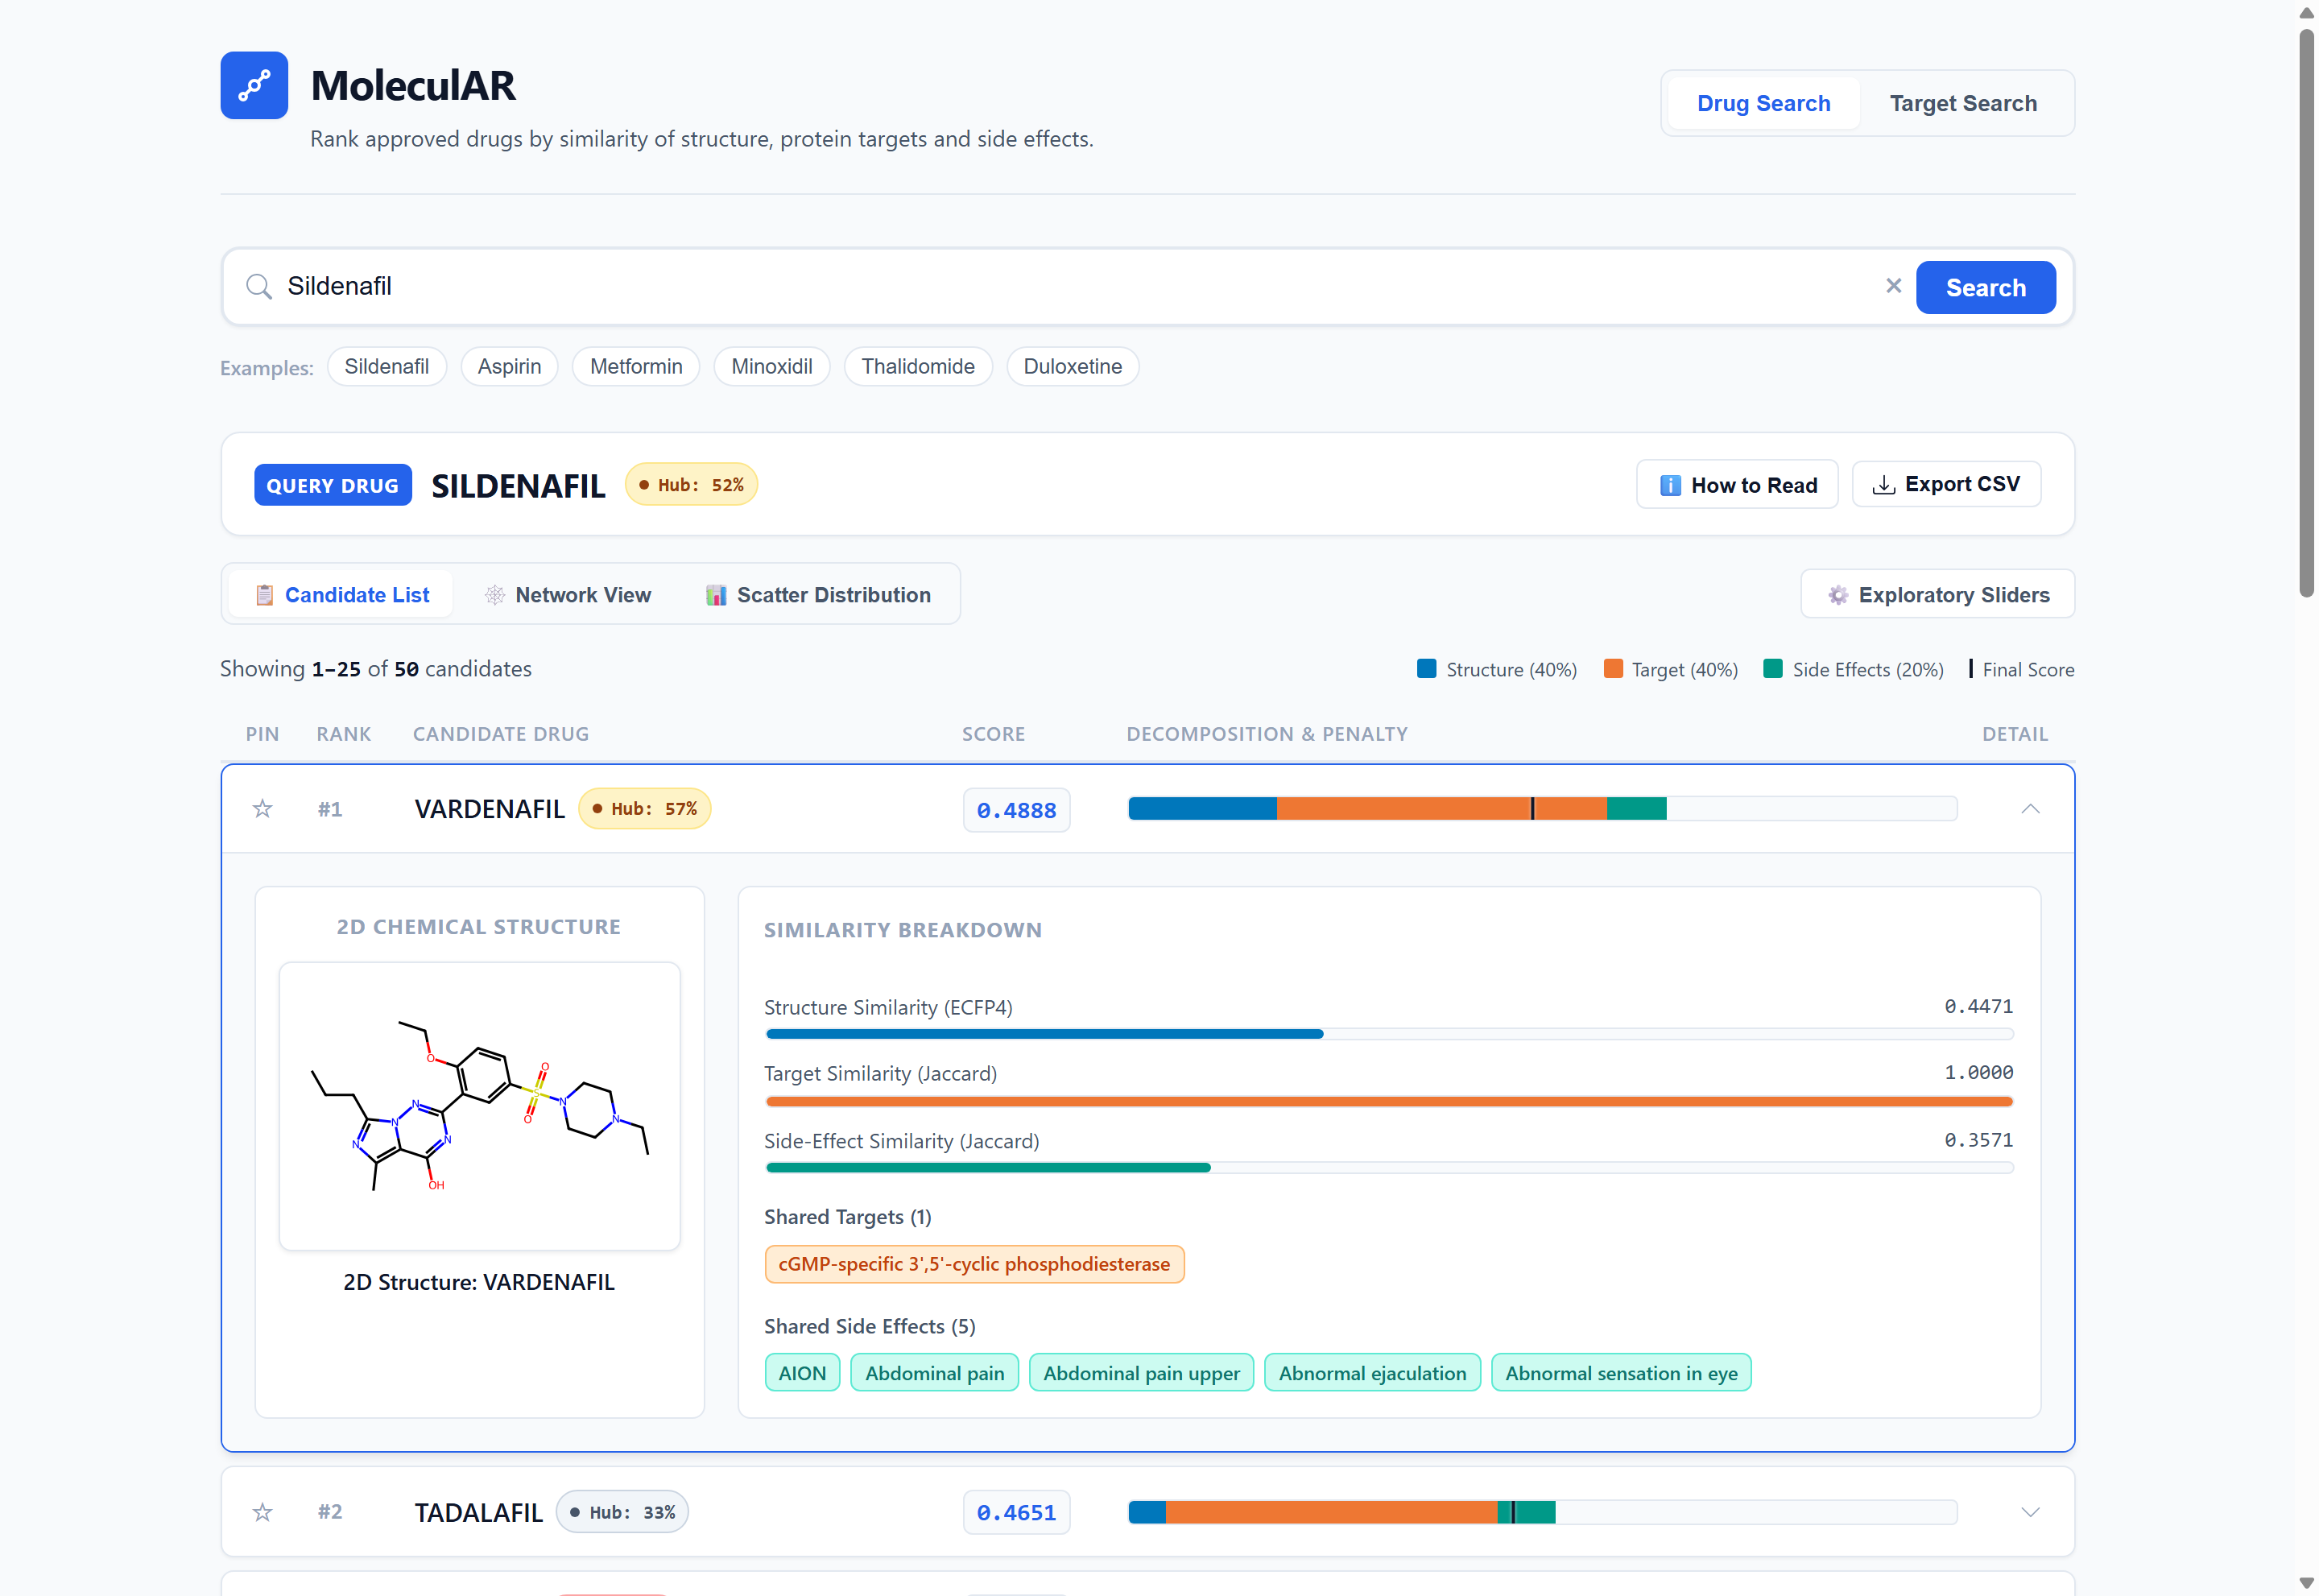 MoleculAR
Rank approved drugs by similarity of structure, protein targets and side effects.
Drug Search
Target Search
Sildenafil
✕
Search
Examples:
Sildenafil
Aspirin
Metformin
Minoxidil
Thalidomide
Duloxetine
QUERY DRUG
SILDENAFIL
Hub: 52%
How to Read
Export CSV
Candidate List
Network View
Scatter Distribution
Exploratory Sliders
Showing 1–25 of 50 candidates
Structure (40%)
Target (40%)
Side Effects (20%)
Final Score
PIN
RANK
CANDIDATE DRUG
SCORE
DECOMPOSITION & PENALTY
DETAIL
#1
VARDENAFIL
Hub: 57%
0.4888
2D CHEMICAL STRUCTURE
O
O
S
O
N
N
N
N
N
N
OH
2D Structure: VARDENAFIL
SIMILARITY BREAKDOWN
Structure Similarity (ECFP4)
0.4471
Target Similarity (Jaccard)
1.0000
Side-Effect Similarity (Jaccard)
0.3571
Shared Targets (1)
cGMP-specific 3',5'-cyclic phosphodiesterase
Shared Side Effects (5)
AION
Abdominal pain
Abdominal pain upper
Abnormal ejaculation
Abnormal sensation in eye
#2
TADALAFIL
Hub: 33%
0.4651